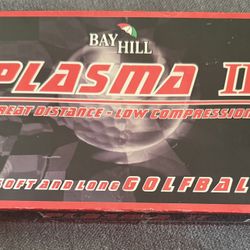 BAY HILL
PLASMA II
GREAT DISTANCE - LOW COMPRESSION
SOFT AND LONG GOLFBALL